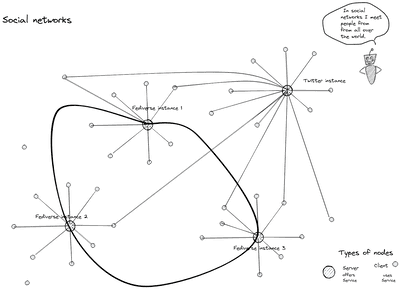 Social networks
In social
networks I meet
people from
from all over
the world.
Twitter instance
Fediverse instance 1
Fediverse instance 2
Fediverse instance 3
Types of nodes
Server
offers
Service
Client
uses
Service